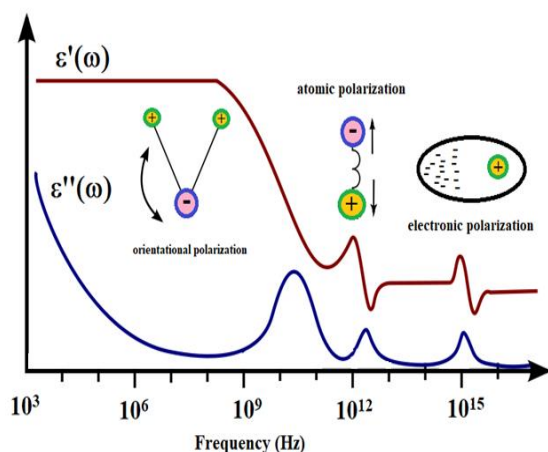 ε'(ω)
atomic polarization
ε''(ω)
orientational polarization
electronic polarization
10³ 10⁶ 10⁹ 10¹² 10¹⁵
Frequency (Hz)